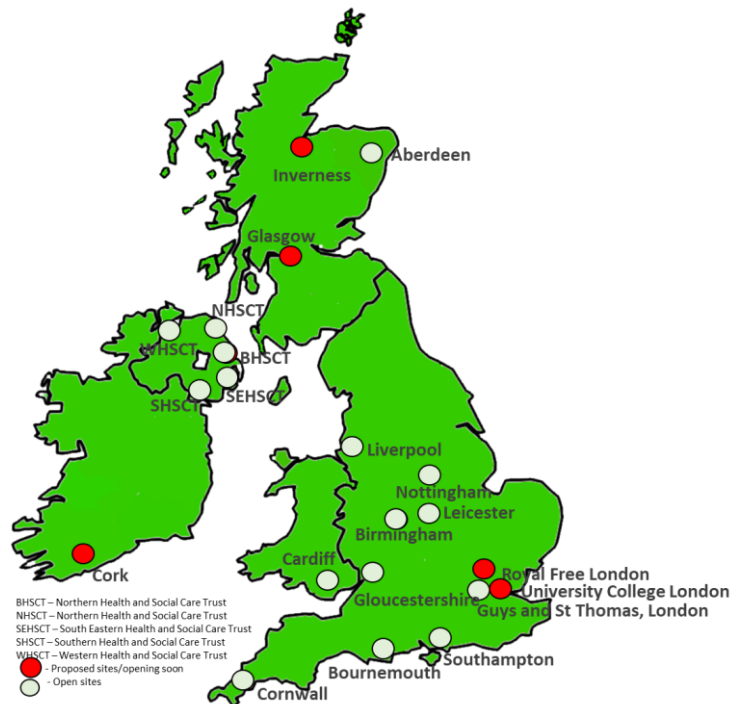 Aberdeen
Inverness
Glasgow
NHSCT
WHSCT
BHSCT
SEHSCT
SHSCT
Liverpool
Nottingham
Leicester
Birmingham
Cardiff
Cork
Royal Free London
University College London
Gloucestershire
Guys and St Thomas, London
Southampton
Bournemouth
Cornwall
BHSCT – Northern Health and Social Care Trust
NHSCT – Northern Health and Social Care Trust
SEHSCT – South Eastern Health and Social Care Trust
SHSCT – Southern Health and Social Care Trust
WHSCT – Western Health and Social Care Trust
- Proposed sites/opening soon
- Open sites